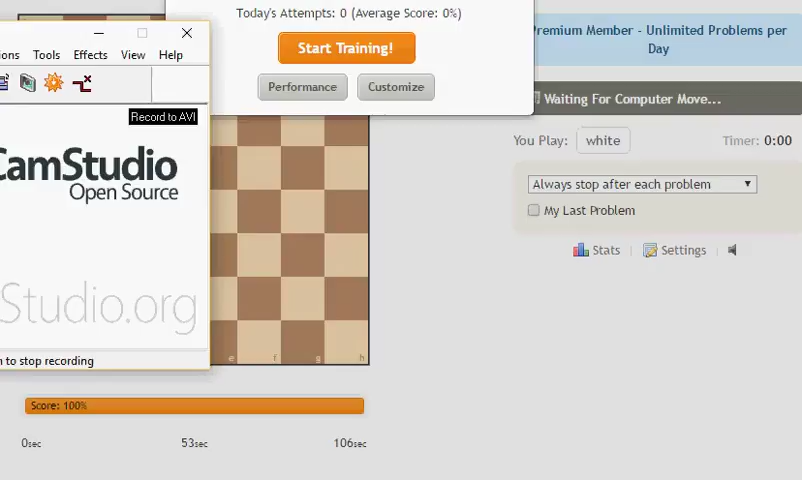 Today's Attempts: 0 (Average Score: 0%)
Start Training!
Performance
Customize
Premium Member - Unlimited Problems per
Day
Waiting For Computer Move...
You Play: white
Timer: 0:00
Always stop after each problem
My Last Problem
Stats
Settings
ions Tools Effects View Help
Record to AVI
CamStudio
Open Source
Studio.org
n to stop recording
e f g h
Score: 100%
0sec 53sec 106sec